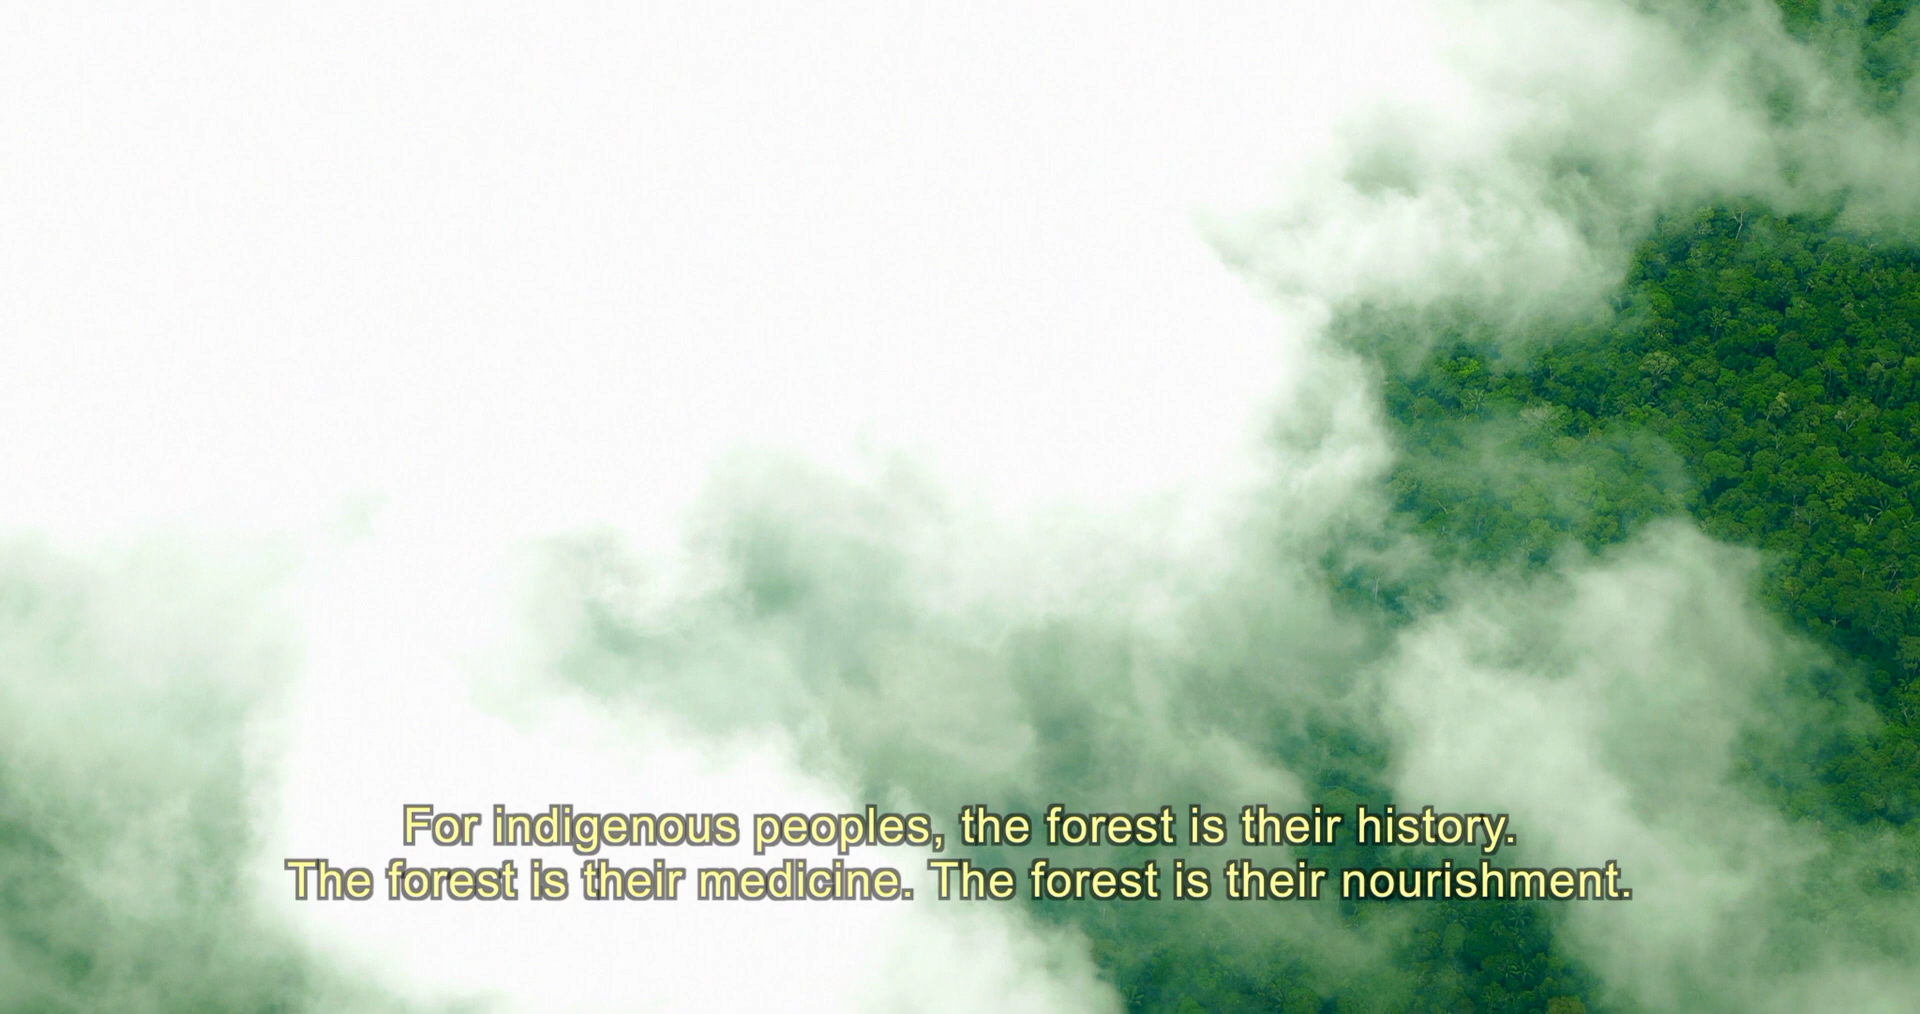 For indigenous peoples, the forest is their history.
The forest is their medicine. The forest is their nourishment.